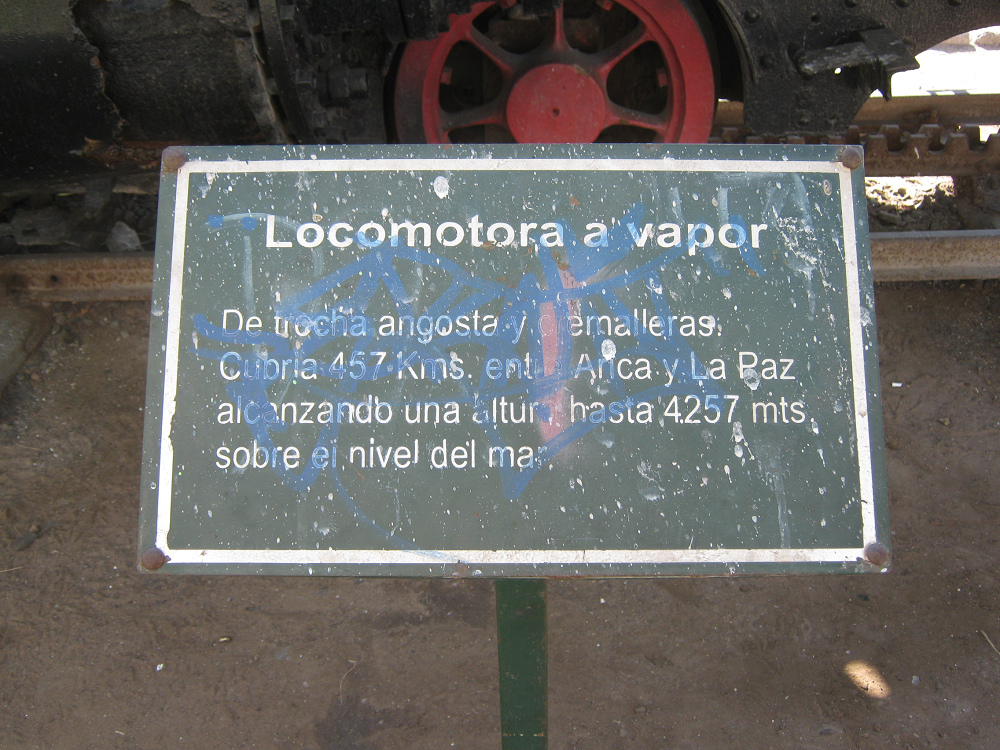 Locomotora a vapor
De trocha angosta y cremalleras.
Cubría 457 Kms. entre Arica y La Paz
alcanzando una altura hasta 4257 mts.
sobre el nivel del mar